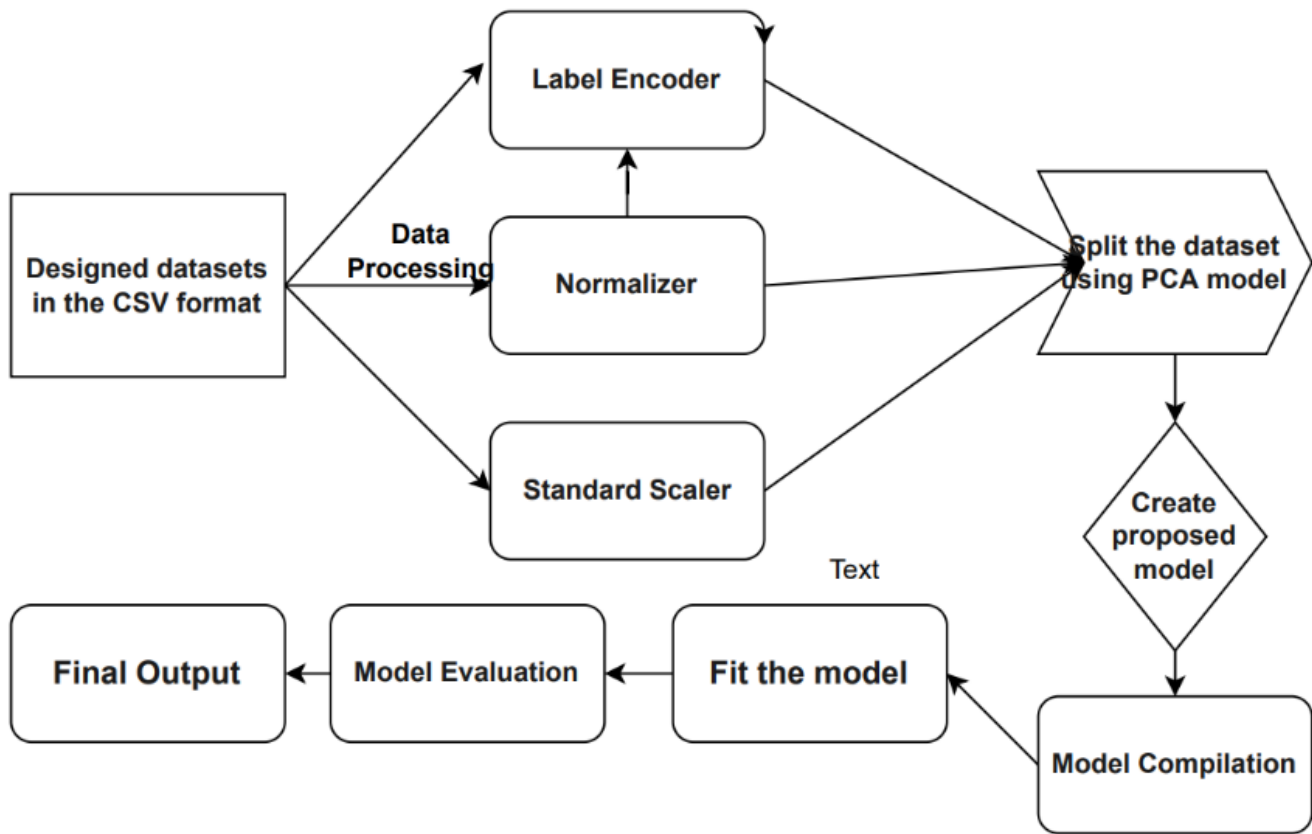 Label Encoder
Data
Processing
Designed datasets
in the CSV format
Normalizer
Split the dataset
using PCA model
Standard Scaler
Create
proposed
model
Text
Final Output
Model Evaluation
Fit the model
Model Compilation